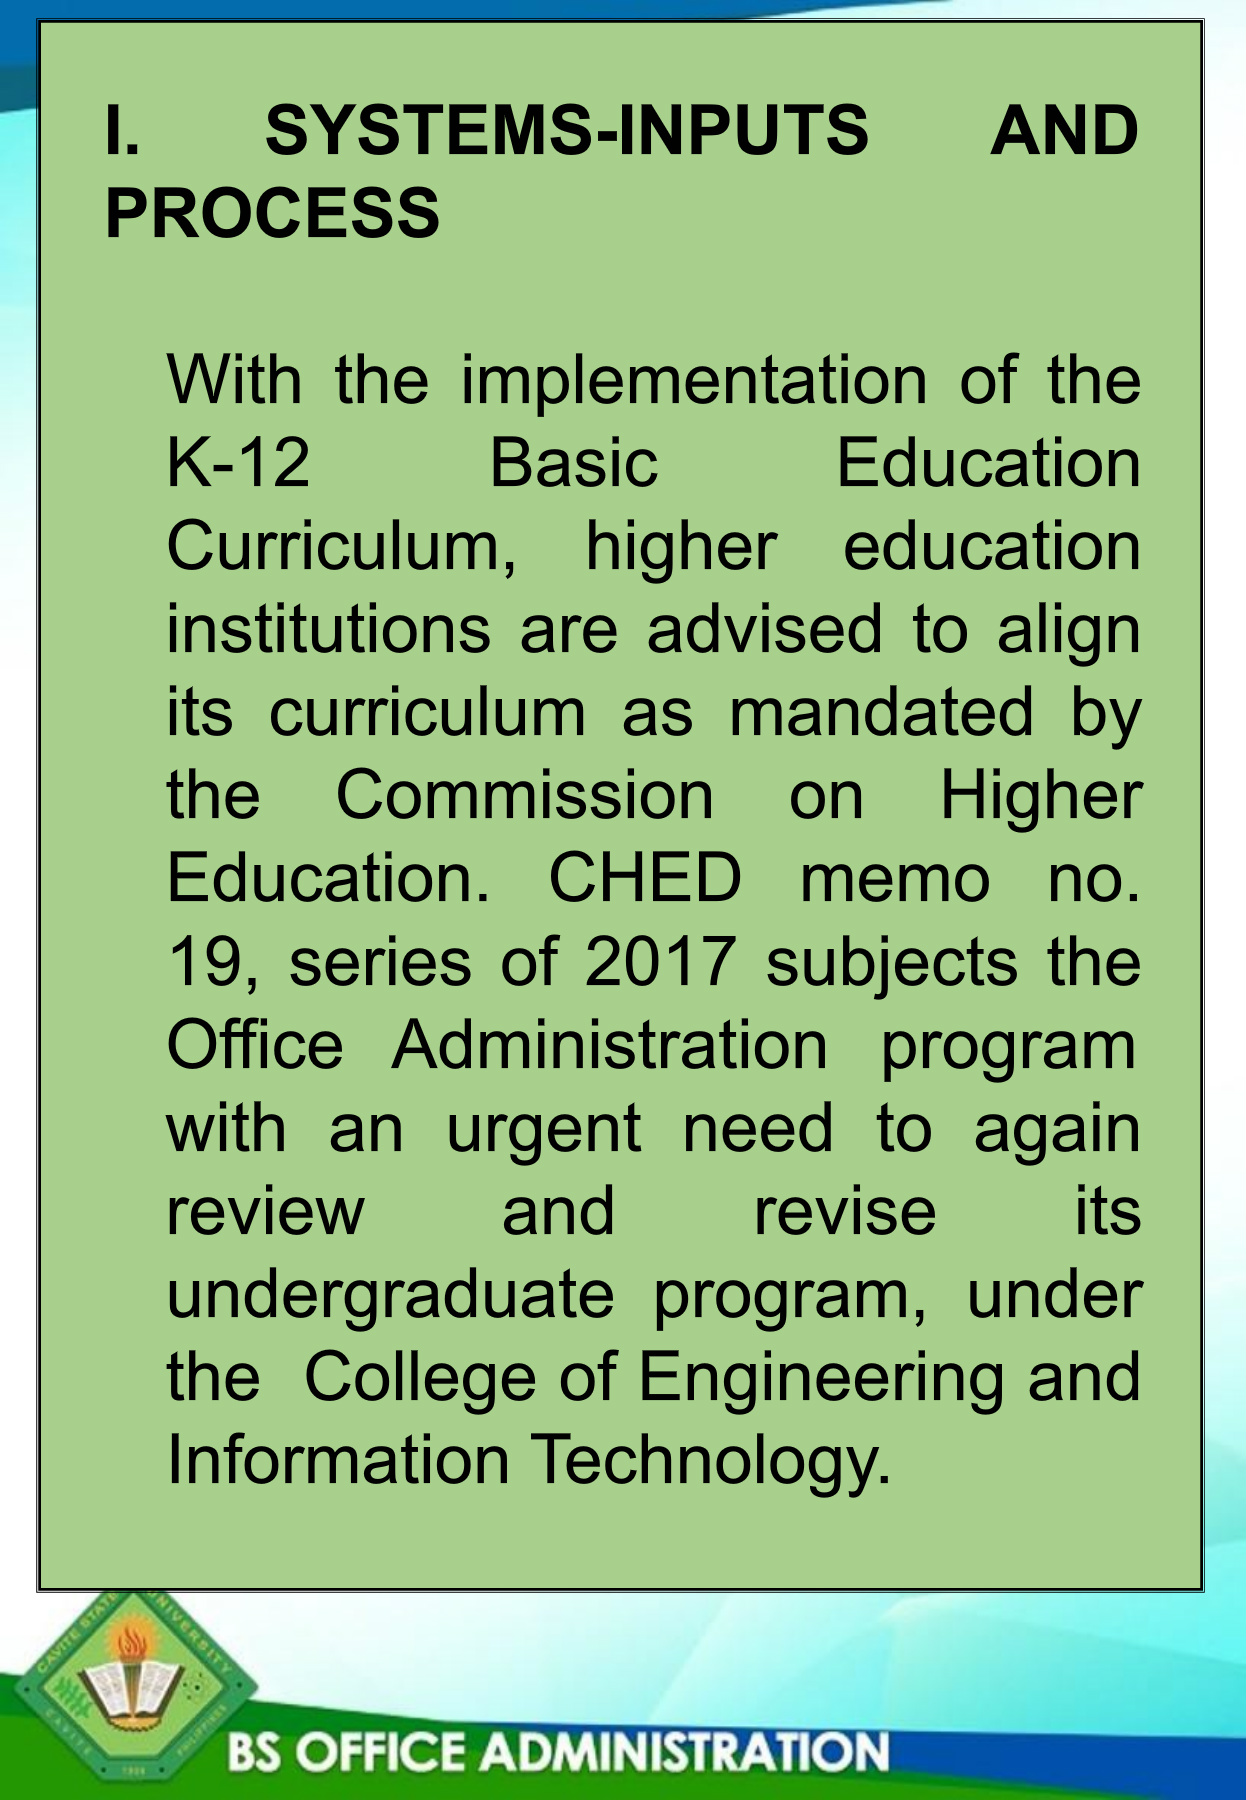 I. SYSTEMS-INPUTS AND
PROCESS
With the implementation of the
K-12 Basic Education
Curriculum, higher education
institutions are advised to align
its curriculum as mandated by
the Commission on Higher
Education. CHED memo no.
19, series of 2017 subjects the
Office Administration program
with an urgent need to again
review and revise its
undergraduate program, under
the College of Engineering and
Information Technology.
CAVITE STATE UNIVERSITY
CAVITE PHILIPPINES
1906
BS OFFICE ADMINISTRATION